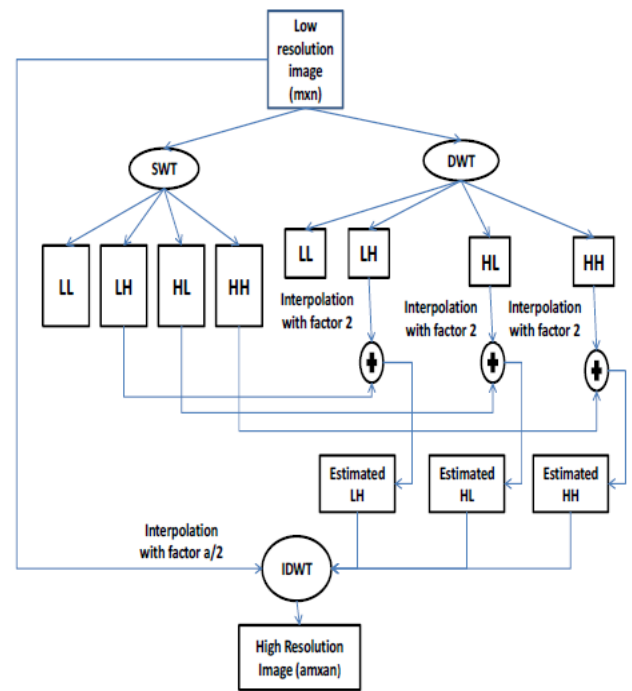 Low
resolution
image
(mxn)
SWT
DWT
LL
LH
HL
HH
LL
LH
HL
HH
Interpolation
with factor 2
Interpolation
with factor 2
Interpolation
with factor 2
+
+
+
Estimated
LH
Estimated
HL
Estimated
HH
Interpolation
with factor a/2
IDWT
High Resolution
Image (amxan)